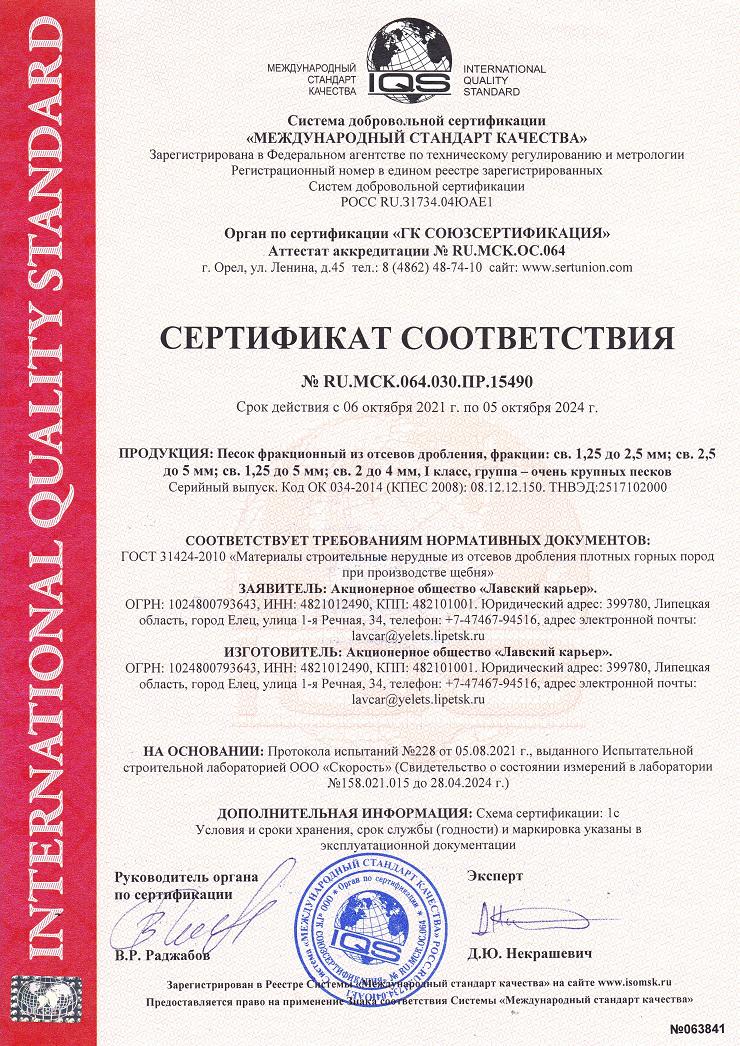 INTERNATIONAL QUALITY STANDARD
МЕЖДУНАРОДНЫЙ
СТАНДАРТ
КАЧЕСТВА
IQS
INTERNATIONAL
QUALITY
STANDARD
Система добровольной сертификации
«МЕЖДУНАРОДНЫЙ СТАНДАРТ КАЧЕСТВА»
Зарегистрирована в Федеральном агентстве по техническому регулированию и метрологии
Регистрационный номер в едином реестре зарегистрированных
Систем добровольной сертификации
РОСС RU.31734.04ЮАЕ1
Орган по сертификации «ГК СОЮЗСЕРТИФИКАЦИЯ»
Аттестат аккредитации № RU.МСК.ОС.064
г. Орел, ул. Ленина, д.45 тел.: 8 (4862) 48-74-10 сайт: www.sertunion.com
СЕРТИФИКАТ СООТВЕТСТВИЯ
№ RU.МСК.064.030.ПР.15490
Срок действия с 06 октября 2021 г. по 05 октября 2024 г.
ПРОДУКЦИЯ: Песок фракционный из отсевов дробления, фракции: св. 1,25 до 2,5 мм; св. 2,5
до 5 мм; св. 1,25 до 5 мм; св. 2 до 4 мм, I класс, группа – очень крупных песков
Серийный выпуск. Код ОК 034-2014 (КПЕС 2008): 08.12.12.150. ТНВЭД:2517102000
СООТВЕТСТВУЕТ ТРЕБОВАНИЯМ НОРМАТИВНЫХ ДОКУМЕНТОВ:
ГОСТ 31424-2010 «Материалы строительные нерудные из отсевов дробления плотных горных пород
при производстве щебня»
ЗАЯВИТЕЛЬ: Акционерное общество «Лавский карьер».
ОГРН: 1024800793643, ИНН: 4821012490, КПП: 482101001. Юридический адрес: 399780, Липецкая
область, город Елец, улица 1-я Речная, 34, телефон: +7-47467-94516, адрес электронной почты:
lavcar@yelets.lipetsk.ru
ИЗГОТОВИТЕЛЬ: Акционерное общество «Лавский карьер».
ОГРН: 1024800793643, ИНН: 4821012490, КПП: 482101001. Юридический адрес: 399780, Липецкая
область, город Елец, улица 1-я Речная, 34, телефон: +7-47467-94516, адрес электронной почты:
lavcar@yelets.lipetsk.ru
НА ОСНОВАНИИ: Протокола испытаний №228 от 05.08.2021 г., выданного Испытательной
строительной лабораторией ООО «Скорость» (Свидетельство о состоянии измерений в лаборатории
№158.021.015 до 28.04.2024 г.)
ДОПОЛНИТЕЛЬНАЯ ИНФОРМАЦИЯ: Схема сертификации: 1с
Условия и сроки хранения, срок службы (годности) и маркировка указаны в
эксплуатационной документации
Руководитель органа
по сертификации
В.Р. Раджабов
Эксперт
Д.Ю. Некрашевич
Система «МЕЖДУНАРОДНЫЙ СТАНДАРТ КАЧЕСТВА» РОСС.RU.31734.04ЮАЕ1
Орган по сертификации * ООО «ГК СОЮЗСЕРТИФИКАЦИЯ» № RU.МСК.ОС.064
IQS
Зарегистрирован в Реестре Системы «Международный стандарт качества» на сайте www.isomsk.ru
Предоставляется право на применение Знака соответствия Системы «Международный стандарт качества»
№063841